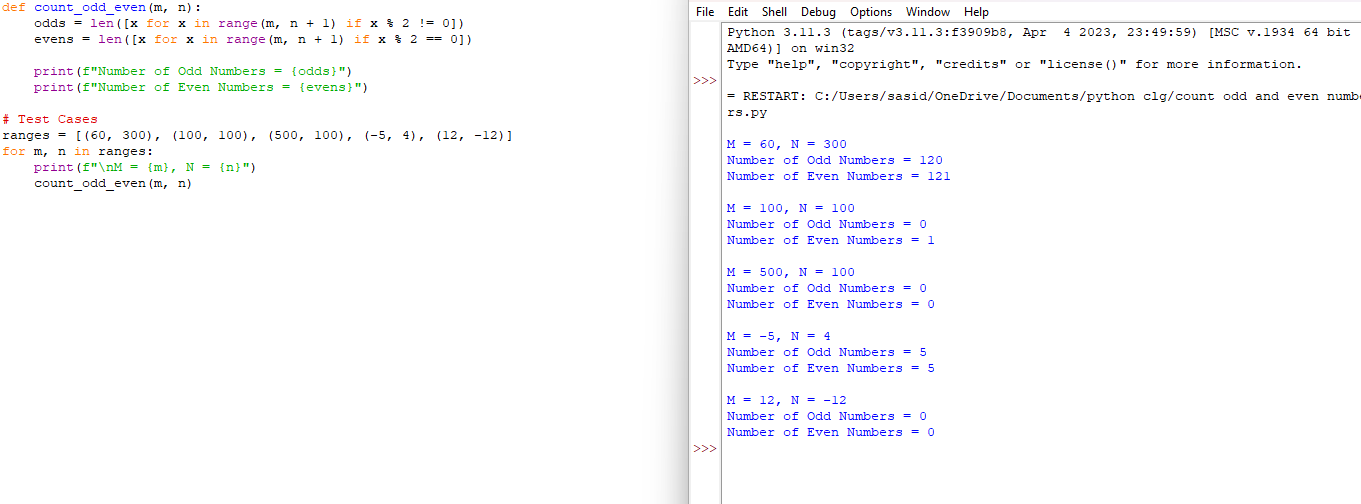 def count_odd_even(m, n):
    odds = len([x for x in range(m, n + 1) if x % 2 != 0])
    evens = len([x for x in range(m, n + 1) if x % 2 == 0])
    print(f"Number of Odd Numbers = {odds}")
    print(f"Number of Even Numbers = {evens}")
# Test Cases
ranges = [(60, 300), (100, 100), (500, 100), (-5, 4), (12, -12)]
for m, n in ranges:
    print(f"\nM = {m}, N = {n}")
    count_odd_even(m, n)
File Edit Shell Debug Options Window Help
Python 3.11.3 (tags/v3.11.3:f3909b8, Apr  4 2023, 23:49:59) [MSC v.1934 64 bit
AMD64)] on win32
Type "help", "copyright", "credits" or "license()" for more information.
>>>
= RESTART: C:/Users/sasid/OneDrive/Documents/python clg/count odd and even numbe
rs.py
M = 60, N = 300
Number of Odd Numbers = 120
Number of Even Numbers = 121
M = 100, N = 100
Number of Odd Numbers = 0
Number of Even Numbers = 1
M = 500, N = 100
Number of Odd Numbers = 0
Number of Even Numbers = 0
M = -5, N = 4
Number of Odd Numbers = 5
Number of Even Numbers = 5
M = 12, N = -12
Number of Odd Numbers = 0
Number of Even Numbers = 0
>>>